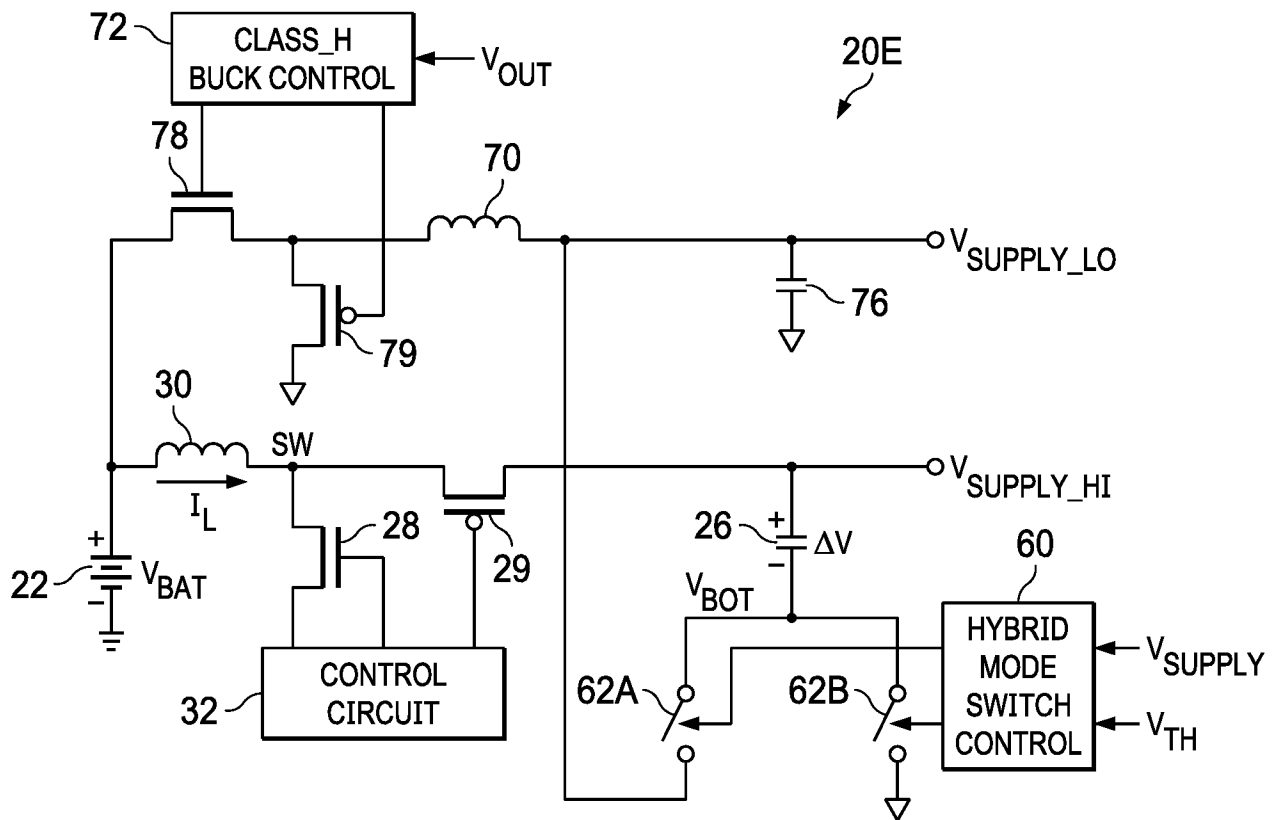 72
CLASS_H
BUCK CONTROL
V_OUT
20E
78
70
V_SUPPLY_LO
76
79
30
SW
I_L
V_SUPPLY_HI
28
29
26
+
ΔV
−
60
22
+
−
V_BAT
V_BOT
32
CONTROL
CIRCUIT
62A
62B
HYBRID
MODE
SWITCH
CONTROL
V_SUPPLY
V_TH